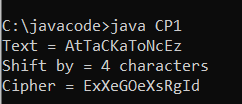 C:\javacode>java CP1
Text = AtTaCKaToNcEz
Shift by = 4 characters
Cipher = ExXeGOeXsRgId